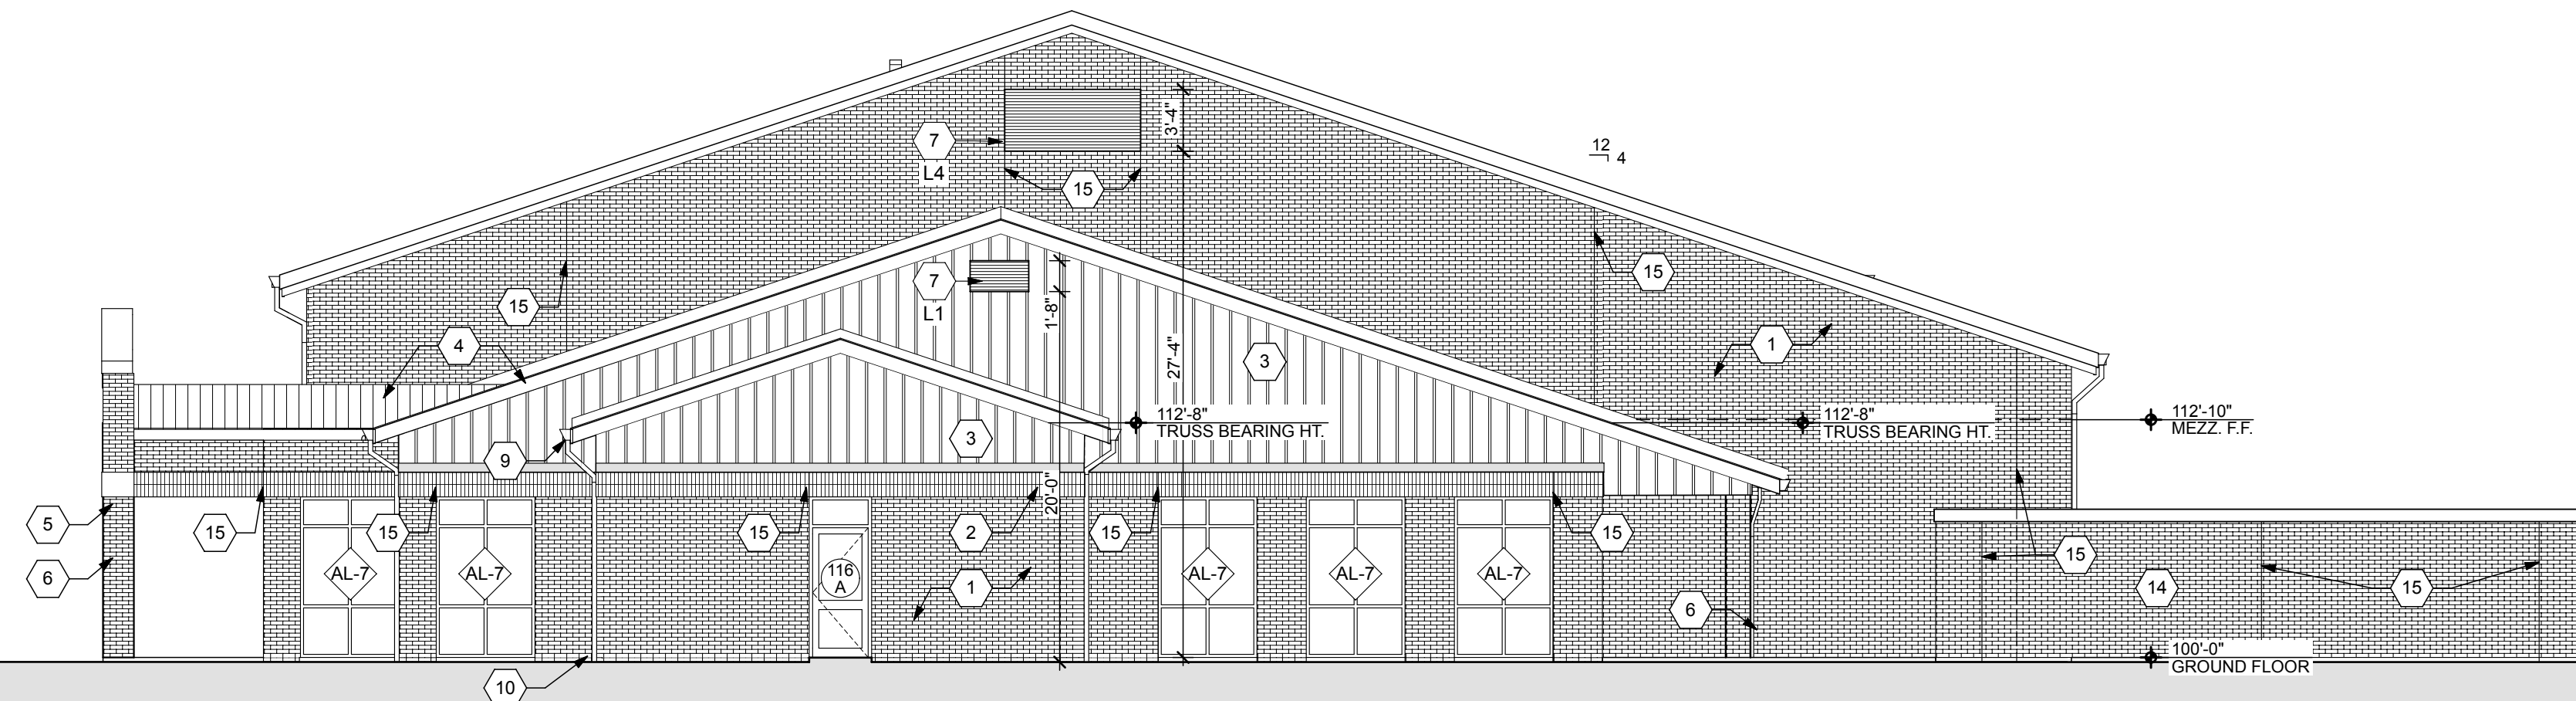 12
4
7
L4
3'-4"
15
15
7
L1
15
1'-8"
4
1
3
27'-4"
112'-8"
TRUSS BEARING HT.
112'-8"
TRUSS BEARING HT.
112'-10"
MEZZ. F.F.
3
9
20'-0"
5
15
15
15
2
15
15
15
6
AL-7
AL-7
116
A
1
AL-7
AL-7
AL-7
14
15
6
100'-0"
GROUND FLOOR
10